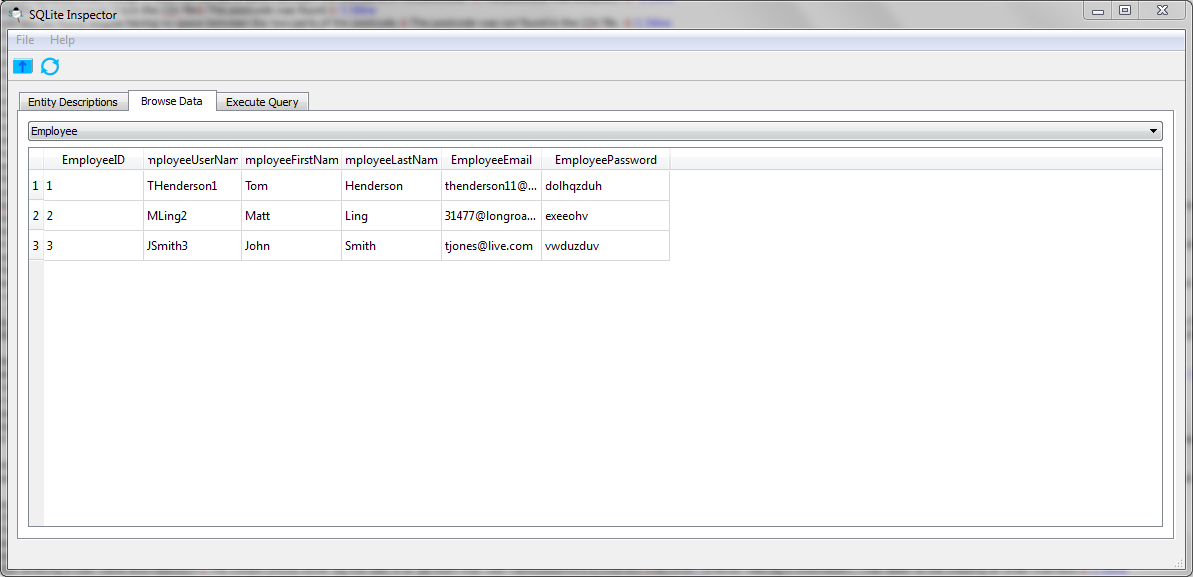 SQLite Inspector
File Help
Entity Descriptions Browse Data Execute Query
Employee
EmployeeID mployeeUserNam mployeeFirstNam mployeeLastNam EmployeeEmail EmployeePassword
1 1 THenderson1 Tom Henderson thenderson11@... dolhqzduh
2 2 MLing2 Matt Ling 31477@longroa... exeeohv
3 3 JSmith3 John Smith tjones@live.com vwduzduv